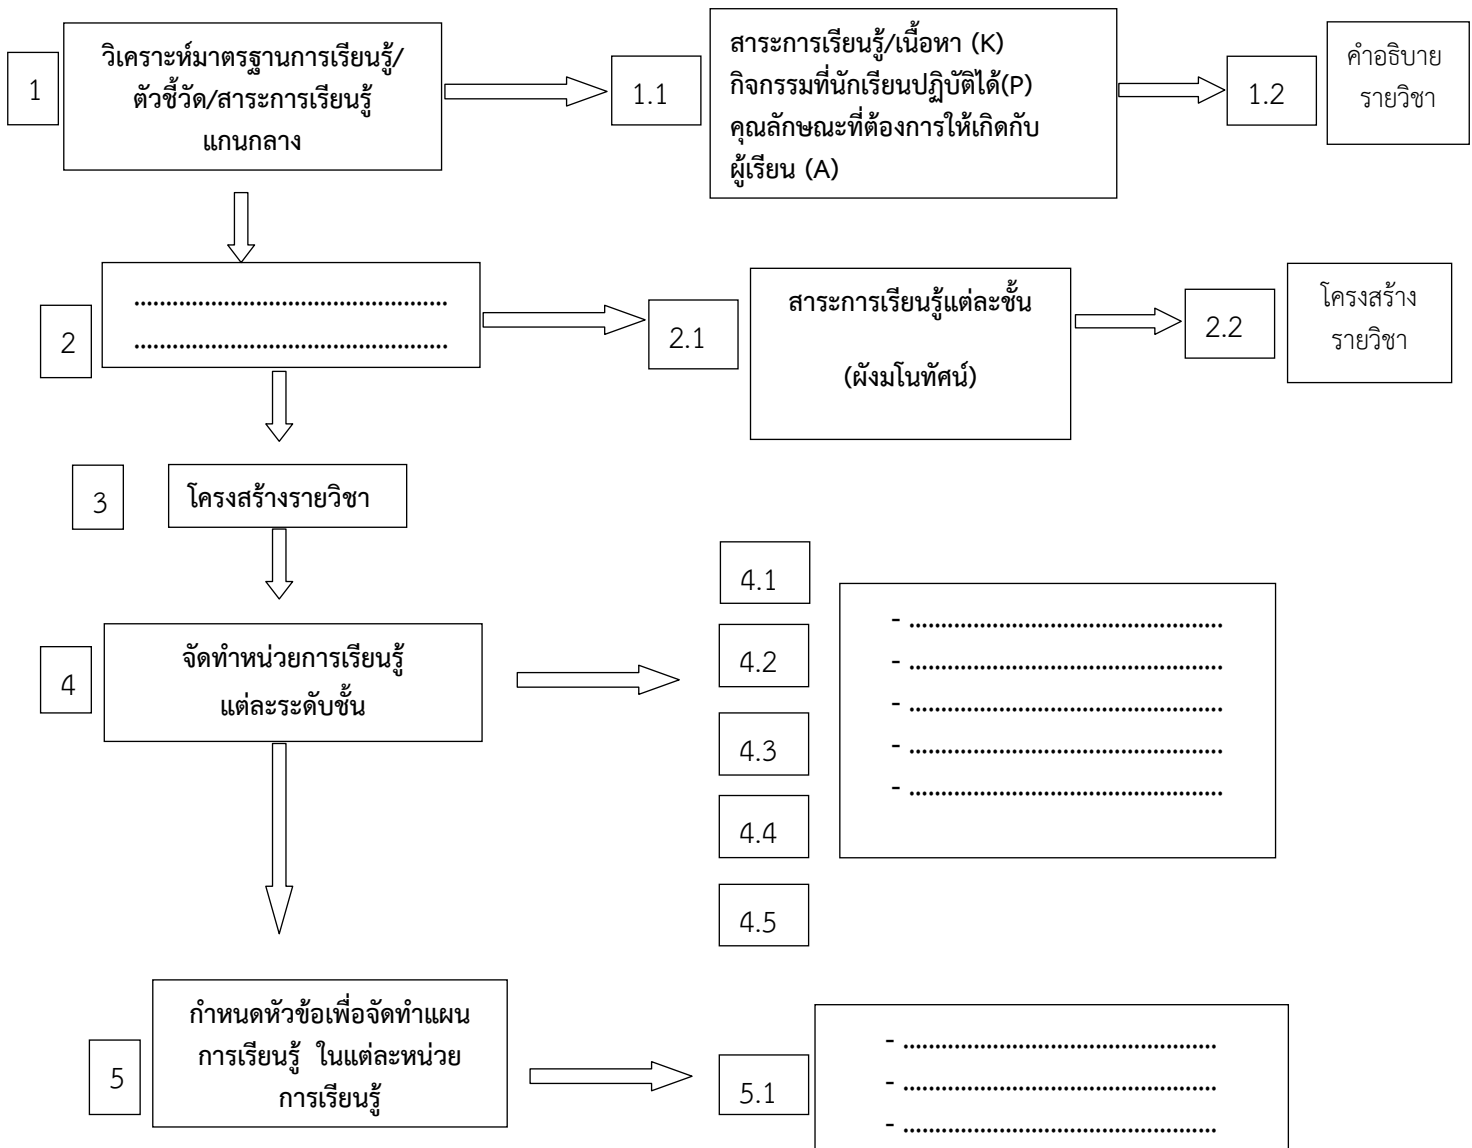 1
วิเคราะห์มาตรฐานการเรียนรู้/
ตัวชี้วัด/สาระการเรียนรู้
แกนกลาง
1.1
สาระการเรียนรู้/เนื้อหา (K)
กิจกรรมที่นักเรียนปฏิบัติได้(P)
คุณลักษณะที่ต้องการให้เกิดกับ
ผู้เรียน (A)
1.2
คำอธิบาย
รายวิชา
2
..................................................
..................................................
2.1
สาระการเรียนรู้แต่ละชั้น
(ผังมโนทัศน์)
2.2
โครงสร้าง
รายวิชา
3
โครงสร้างรายวิชา
4
จัดทำหน่วยการเรียนรู้
แต่ละระดับชั้น
4.1
4.2
4.3
4.4
4.5
- ..................................................
- ..................................................
- ..................................................
- ..................................................
- ..................................................
5
กำหนดหัวข้อเพื่อจัดทำแผน
การเรียนรู้ ในแต่ละหน่วย
การเรียนรู้
5.1
- ..................................................
- ..................................................
- ..................................................